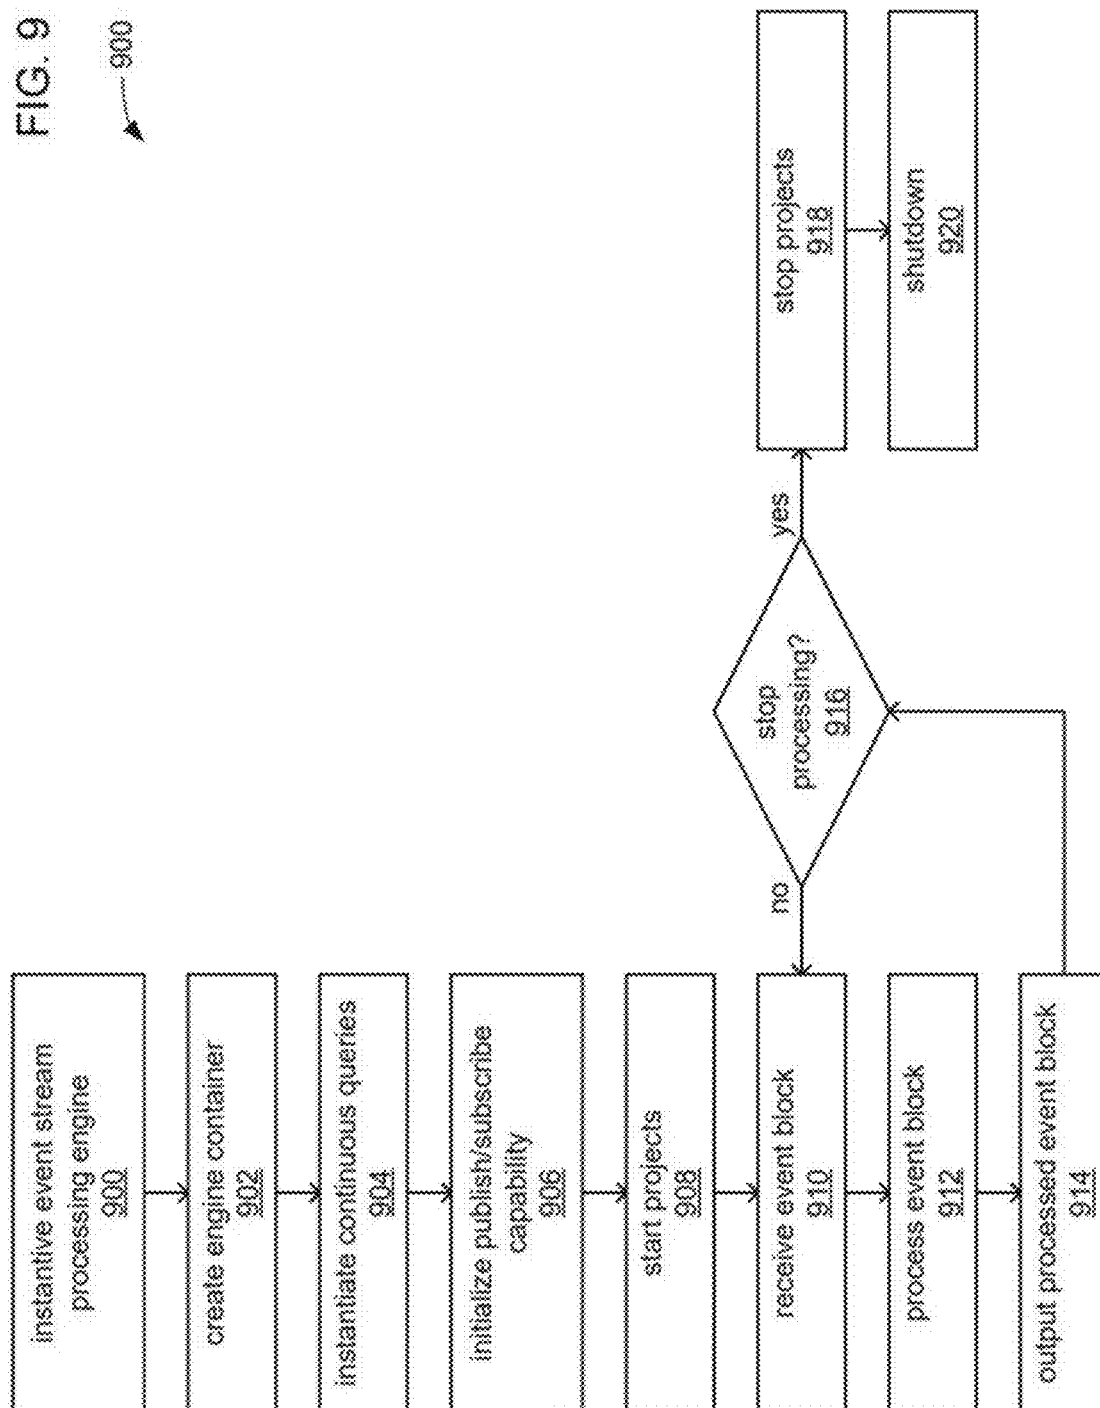 FIG. 9
900
instantive event stream
processing engine
900
create engine container
902
instantiate continuous queries
904
initialize publish/subscribe
capability
906
start projects
908
receive event block
910
process event block
912
output processed event block
914
no
stop
processing?
916
yes
stop projects
918
shutdown
920